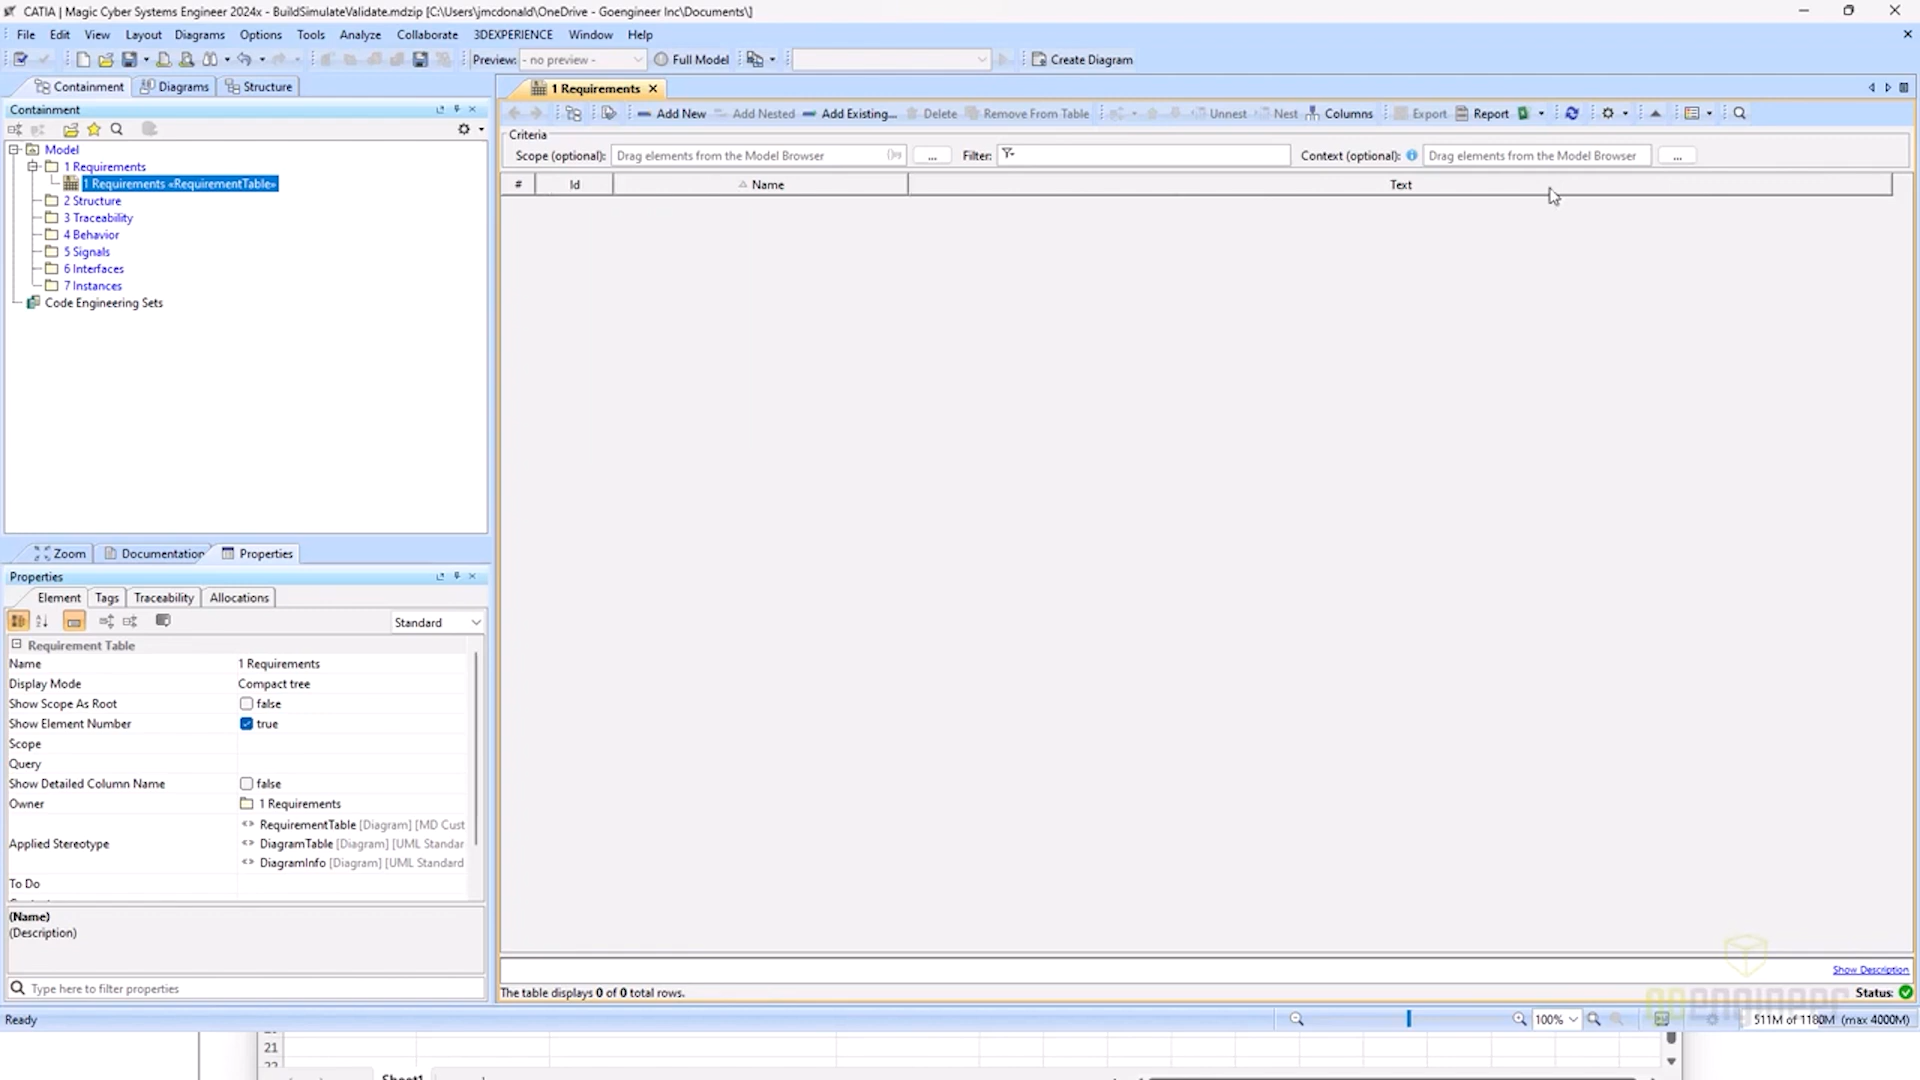 CATIA | Magic Cyber Systems Engineer 2024x - BuildSimulateValidate.mdzip [C:\Users\jmcdonald\OneDrive - Goengineer Inc\Documents\]
File Edit View Layout Diagrams Options Tools Analyze Collaborate 3DEXPERIENCE Window Help
Preview: - no preview - Full Model Create Diagram
Containment Diagrams Structure
1 Requirements
Containment
Add New Add Nested Add Existing... Delete Remove From Table Unnest Nest Columns Export Report
Criteria
Scope (optional): Drag elements from the Model Browser ... Filter: Context (optional): Drag elements from the Model Browser ...
# Id Name Text
Model
1 Requirements
1 Requirements «RequirementTable»
2 Structure
3 Traceability
4 Behavior
5 Signals
6 Interfaces
7 Instances
Code Engineering Sets
Zoom Documentation Properties
Properties
Element Tags Traceability Allocations
Standard
Requirement Table
Name 1 Requirements
Display Mode Compact tree
Show Scope As Root false
Show Element Number true
Scope
Query
Show Detailed Column Name false
Owner 1 Requirements
RequirementTable [Diagram] [MD Cust
Applied Stereotype DiagramTable [Diagram] [UML Standar
DiagramInfo [Diagram] [UML Standard
To Do
(Name)
(Description)
Type here to filter properties
Show Description
The table displays 0 of 0 total rows.
Status:
Ready
100%
511M of 1180M (max 4000M)
21
22
Sheet1